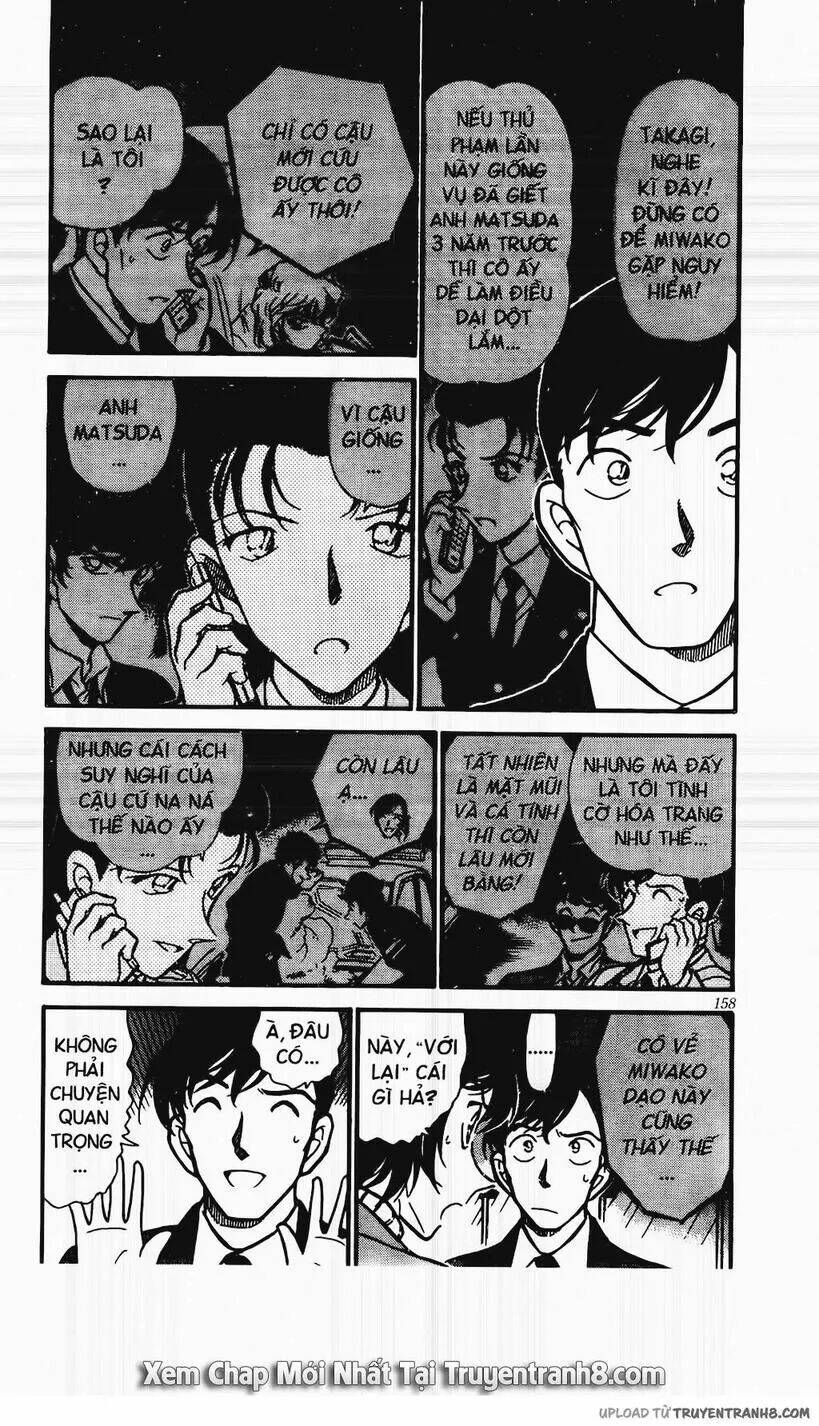 TAKAGI,
NGHE
KĨ ĐÂY!
ĐỪNG CÓ
ĐỂ MIWAKO
GẶP NGUY
HIỂM!
NẾU THỦ
PHẠM LẦN
NÀY GIỐNG
VỤ ĐÃ GIẾT
ANH MATSUDA
3 NĂM TRƯỚC
THÌ CÔ ẤY
DỄ LÀM ĐIỀU
DẠI DỘT
LẮM...
CHỈ CÓ CẬU
MỚI CỨU
ĐƯỢC CÔ
ẤY THÔI!
SAO LẠI
LÀ TÔI
?
VÌ CẬU
GIỐNG
...
ANH
MATSUDA
...
NHƯNG MÀ ĐẤY
LÀ TÔI TÌNH
CỜ HÓA TRANG
NHƯ THẾ...
TẤT NHIÊN
LÀ MẶT MŨI
VÀ CÁ TÍNH
THÌ CÒN
LÂU MỚI
BẰNG!
CÒN LÂU
Ạ...
NHƯNG CÁI CÁCH
SUY NGHĨ CỦA
CẬU CỨ NA NÁ
THẾ NÀO ẤY
...
158
CÓ VẺ
MIWAKO
DẠO NÀY
CŨNG
THẤY THẾ
...
......
NÀY, "VỚI
LẠI" CÁI
GÌ HẢ?
À, ĐÂU
CÓ...
KHÔNG
PHẢI
CHUYỆN
QUAN
TRỌNG
...
Xem Chap Mới Nhất Tại Truyentranh8.com
UPLOAD TỪ TRUYENTRANH8.COM